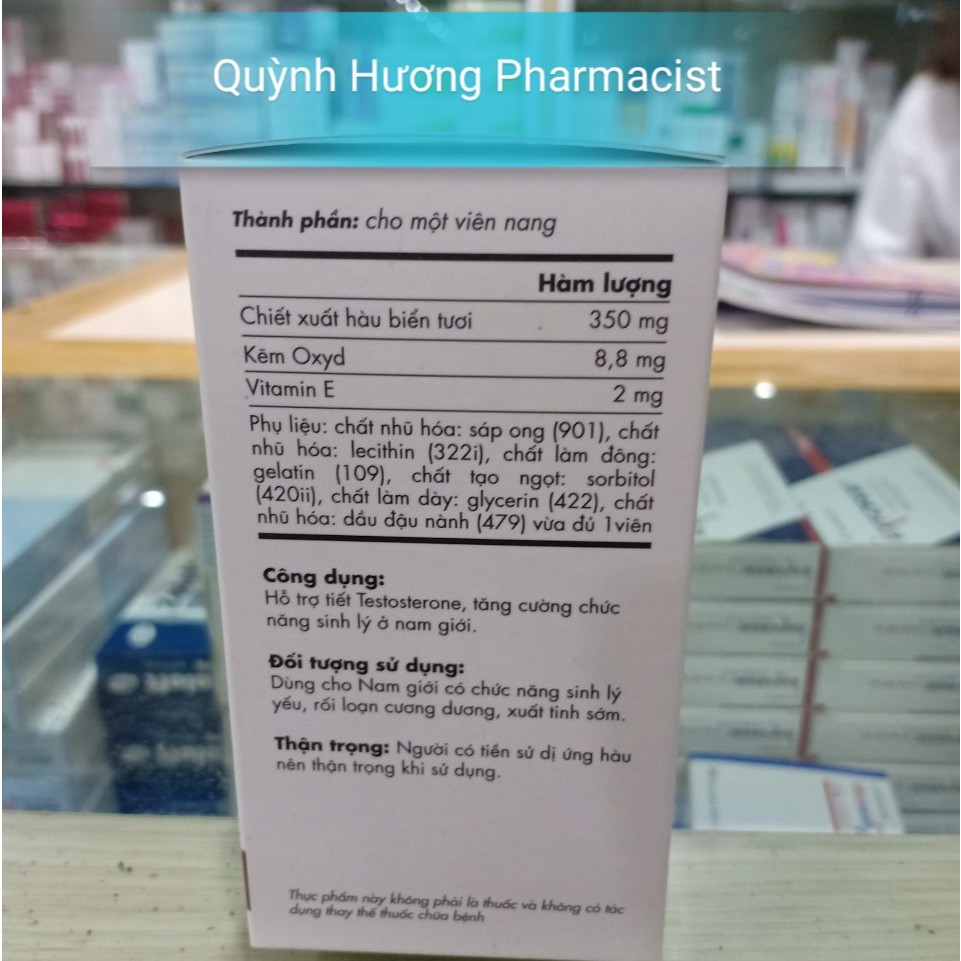 Quỳnh Hương Pharmacist
Thành phần: cho một viên nang
Hàm lượng
Chiết xuất hàu biển tươi 350 mg
Kẽm Oxyd 8,8 mg
Vitamin E 2 mg
Phụ liệu: chất nhũ hóa: sáp ong (901), chất
nhũ hóa: lecithin (322i), chất làm đông:
gelatin (109), chất tạo ngọt: sorbitol
(420ii), chất làm dày: glycerin (422), chất
nhũ hóa: dầu đậu nành (479) vừa đủ 1viên
Công dụng:
Hỗ trợ tiết Testosterone, tăng cường chức
năng sinh lý ở nam giới.
Đối tượng sử dụng:
Dùng cho Nam giới có chức năng sinh lý
yếu, rối loạn cương dương, xuất tinh sớm.
Thận trọng: Người có tiền sử dị ứng hàu
nên thận trọng khi sử dụng.
Thực phẩm này không phải là thuốc và không có tác
dụng thay thế thuốc chữa bệnh